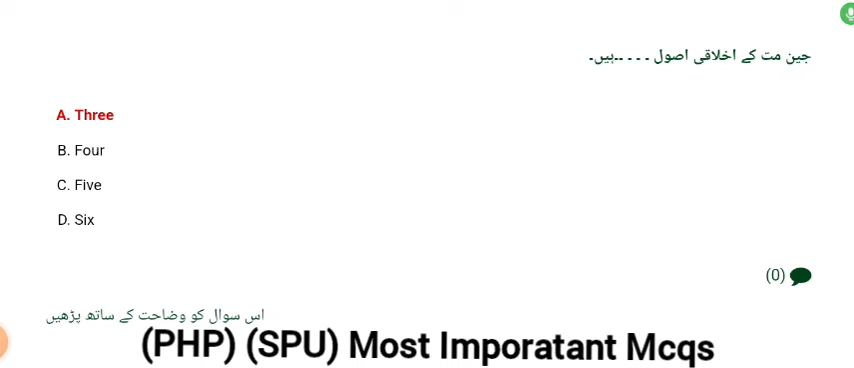 جین مت کے اخلاقی اصول ۔ ۔ ۔ ۔ ۔۔ہیں۔
A. Three
B. Four
C. Five
D. Six
(0)
اس سوال کو وضاحت کے ساتھ پڑھیں
(PHP) (SPU) Most Imporatant Mcqs